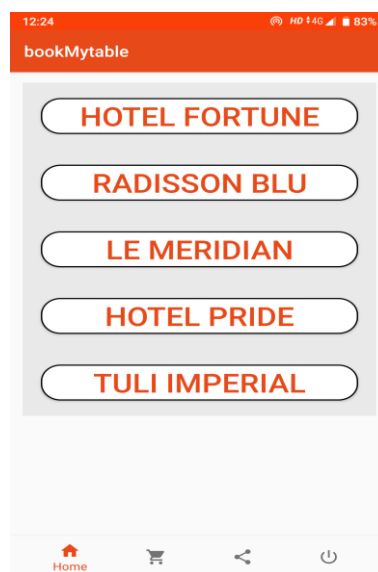 12:24 HD 4G 83%
bookMytable
HOTEL FORTUNE
RADISSON BLU
LE MERIDIAN
HOTEL PRIDE
TULI IMPERIAL
Home